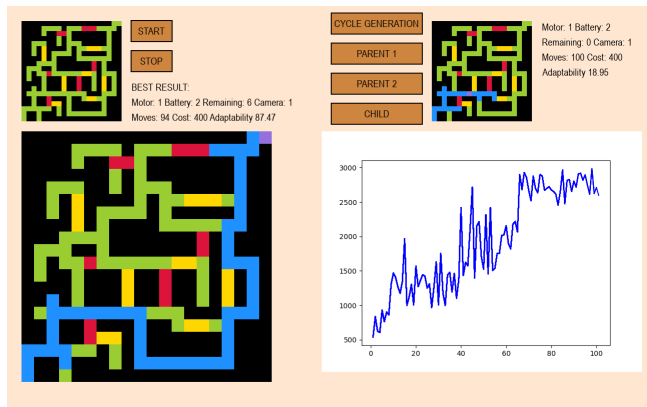 START
STOP
BEST RESULT:
Motor: 1 Battery: 2 Remaining: 6 Camera: 1
Moves: 94 Cost: 400 Adaptability 87.47
CYCLE GENERATION
PARENT 1
PARENT 2
CHILD
Motor: 1 Battery: 2
Remaining: 0 Camera: 1
Moves: 100 Cost: 400
Adaptability 18.95
3000
2500
2000
1500
1000
500
0 20 40 60 80 100